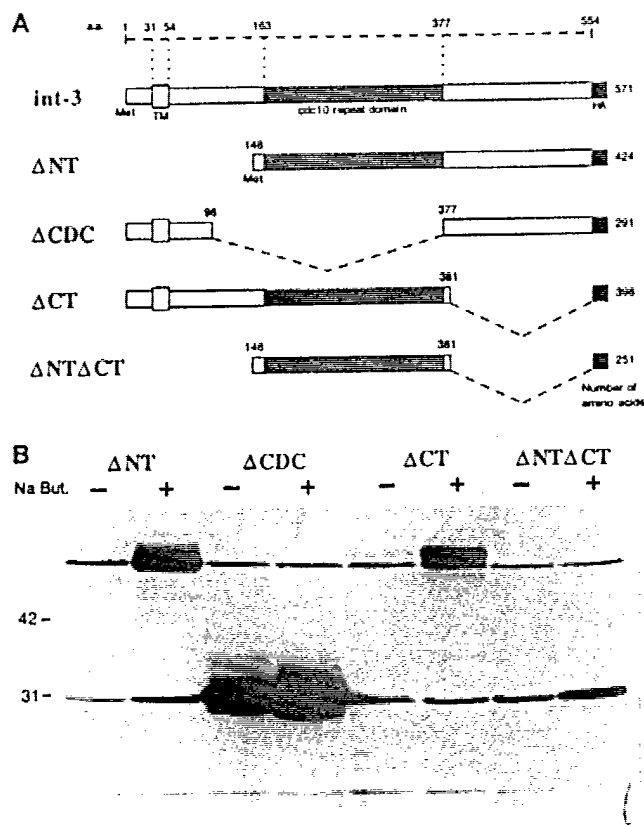 A
a.a.
1 31 54 163 377 554
int-3
571
Met TM cdc10 repeat domain HA
ΔNT
148
424
Met
ΔCDC
98 377
291
ΔCT
381
398
ΔNTΔCT
148 381
251
Number of
amino acids
B
ΔNT ΔCDC ΔCT ΔNTΔCT
Na But. − + − + − + − +
42 –
31 –